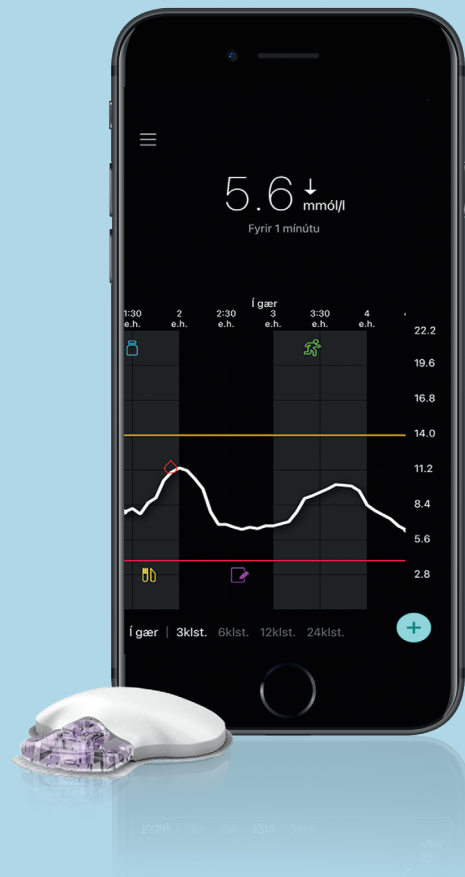 5.6 mmól/l
Fyrir 1 mínútu
Í gær
1:30 2 2:30 3 3:30 4
e.h. e.h. e.h. e.h. e.h. e.h.
22.2
19.6
16.8
14.0
11.2
8.4
5.6
2.8
Í gær | 3klst. 6klst. 12klst. 24klst.